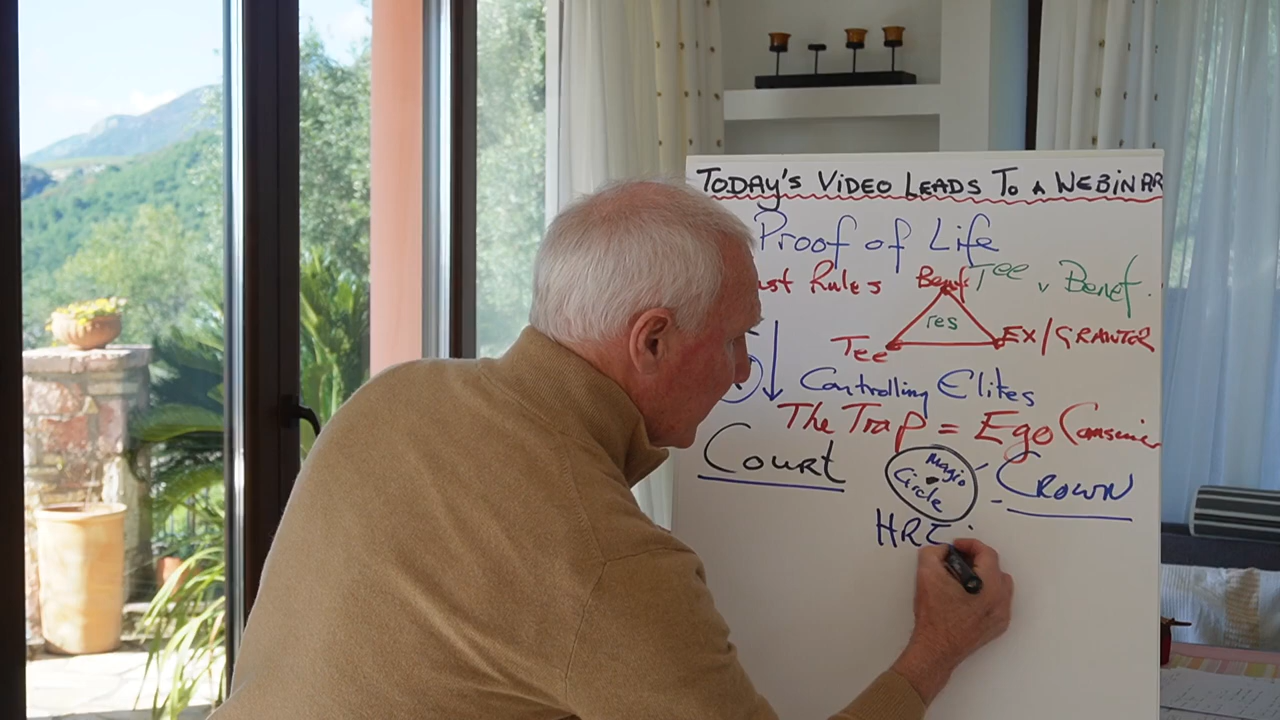 TODAY'S VIDEO LEADS TO A WEBINAR
Proof of Life
Rules
Benef. Tee v Benef.
res
Tee EX/GRANTOR
Controlling Elites
The Trap = Ego
COURT Magic Circle CROWN